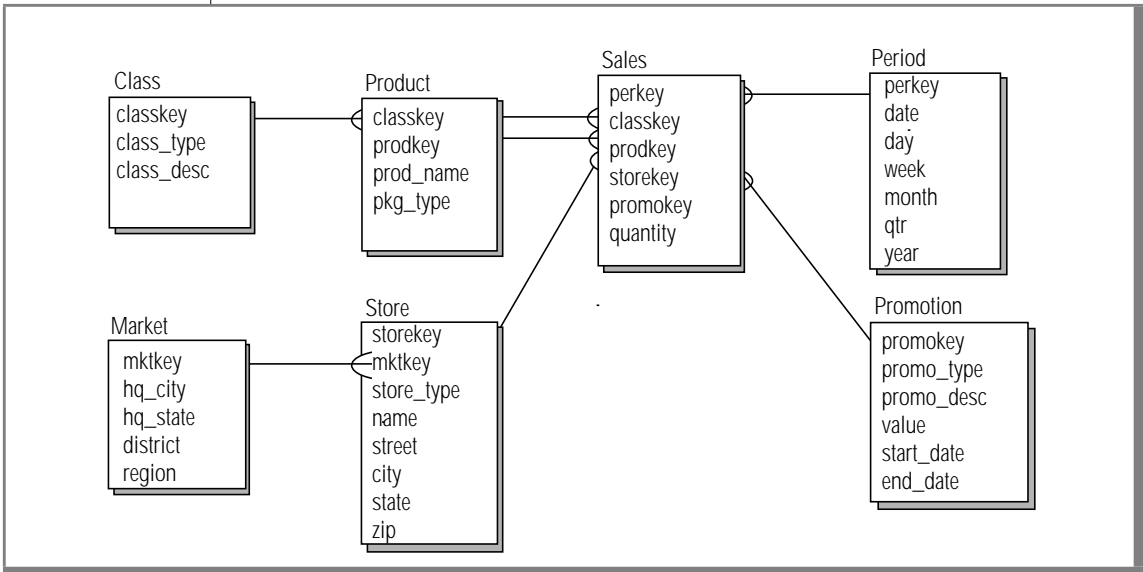 Class
classkey
class_type
class_desc
Product
classkey
prodkey
prod_name
pkg_type
Sales
perkey
classkey
prodkey
storekey
promokey
quantity
Period
perkey
date
day
week
month
qtr
year
Market
mktkey
hq_city
hq_state
district
region
Store
storekey
mktkey
store_type
name
street
city
state
zip
Promotion
promokey
promo_type
promo_desc
value
start_date
end_date